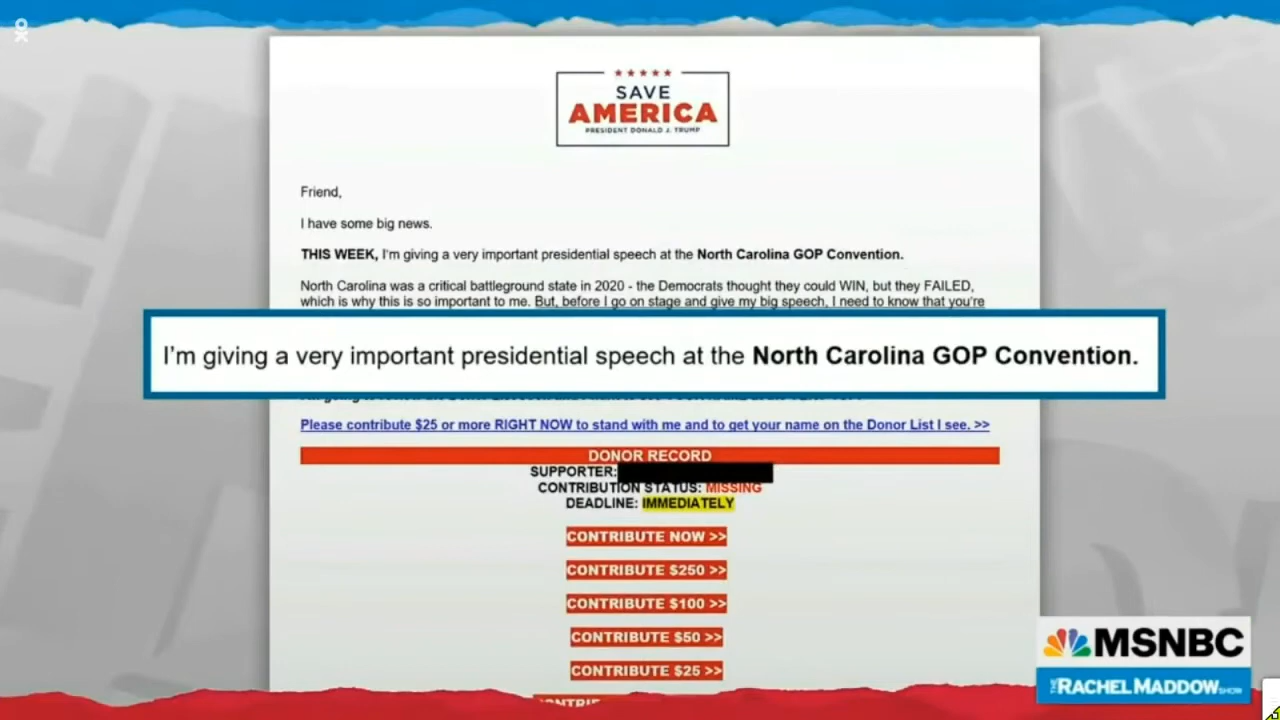 SAVE
AMERICA
PRESIDENT DONALD J. TRUMP
Friend,
I have some big news.
THIS WEEK, I'm giving a very important presidential speech at the North Carolina GOP Convention.
North Carolina was a critical battleground state in 2020 - the Democrats thought they could WIN, but they FAILED,
which is why this is so important to me. But, before I go on stage and give my big speech, I need to know that you're
I'm giving a very important presidential speech at the North Carolina GOP Convention.
Please contribute $25 or more RIGHT NOW to stand with me and to get your name on the Donor List I see. >>
DONOR RECORD
SUPPORTER:
CONTRIBUTION STATUS: MISSING
DEADLINE: IMMEDIATELY
CONTRIBUTE NOW >>
CONTRIBUTE $250 >>
CONTRIBUTE $100 >>
CONTRIBUTE $50 >>
CONTRIBUTE $25 >>
MSNBC
THE RACHEL MADDOW SHOW